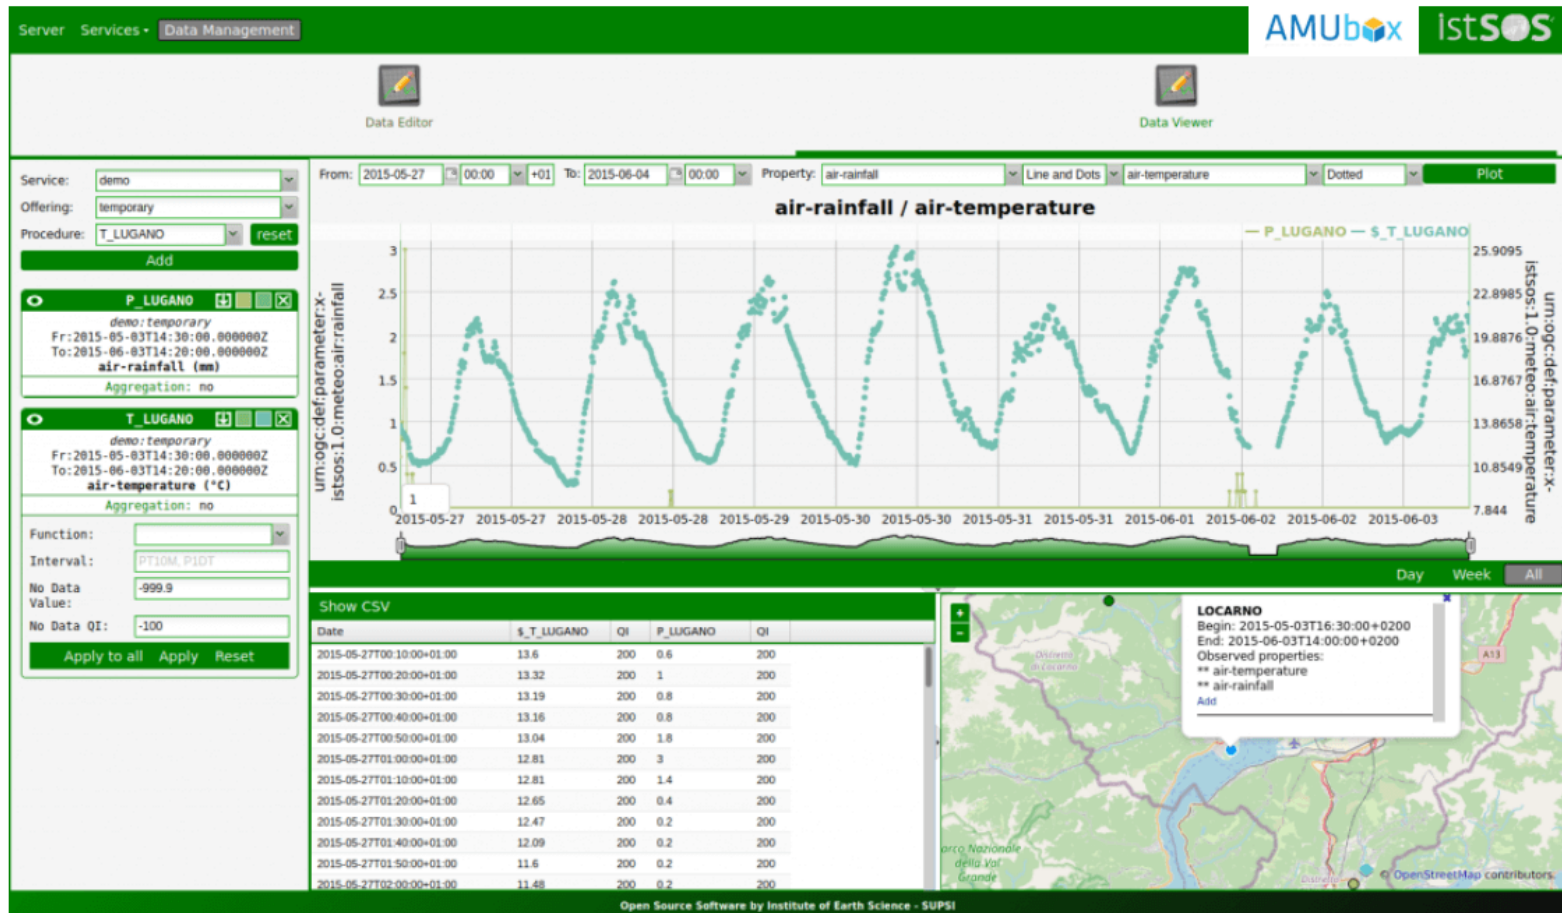 Server Services Data Management
AMUbox istSOS
Data Editor
Data Viewer
Service: demo
Offering: temporary
Procedure: T_LUGANO reset
Add
P_LUGANO
demo:temporary
Fr:2015-05-03T14:30:00.000000Z
To:2015-06-03T14:20:00.000000Z
air-rainfall (mm)
Aggregation: no
T_LUGANO
demo:temporary
Fr:2015-05-03T14:30:00.000000Z
To:2015-06-03T14:20:00.000000Z
air-temperature (°C)
Aggregation: no
Function:
Interval: PT10M, P1DT
No Data
Value:
-999.9
No Data QI: -100
Apply to all Apply Reset
From: 2015-05-27 00:00 +01 To: 2015-06-04 00:00 Property: air-rainfall Line and Dots air-temperature Dotted Plot
air-rainfall / air-temperature
P_LUGANO $_T_LUGANO
urn:ogc:def:parameter:x-
istsos:1.0:meteo:air:rainfall
3
2.5
2
1.5
1
0.5
0
1
25.9095
22.8985
19.8876
16.8767
13.8658
10.8549
7.844
urn:ogc:def:parameter:x-
istsos:1.0:meteo:air:temperature
2015-05-27 2015-05-27 2015-05-28 2015-05-28 2015-05-29 2015-05-30 2015-05-30 2015-05-31 2015-05-31 2015-06-01 2015-06-02 2015-06-02 2015-06-03
Day Week All
Show CSV
Date $_T_LUGANO QI P_LUGANO QI
2015-05-27T00:10:00+01:00 13.6 200 0.6 200
2015-05-27T00:20:00+01:00 13.32 200 1 200
2015-05-27T00:30:00+01:00 13.19 200 0.8 200
2015-05-27T00:40:00+01:00 13.16 200 0.8 200
2015-05-27T00:50:00+01:00 13.04 200 1.8 200
2015-05-27T01:00:00+01:00 12.81 200 3 200
2015-05-27T01:10:00+01:00 12.81 200 1.4 200
2015-05-27T01:20:00+01:00 12.65 200 0.4 200
2015-05-27T01:30:00+01:00 12.47 200 0.2 200
2015-05-27T01:40:00+01:00 12.09 200 0.2 200
2015-05-27T01:50:00+01:00 11.6 200 0.2 200
2015-05-27T02:00:00+01:00 11.48 200 0.2 200
+
-
LOCARNO
Begin: 2015-05-03T16:30:00+0200
End: 2015-06-03T14:00:00+0200
Observed properties:
** air-temperature
** air-rainfall
Add
Distretto
di Locarno
A13
arco Nazionale
della Val
Grande
Distretto
© OpenStreetMap contributors.
Open Source Software by Institute of Earth Science - SUPSI